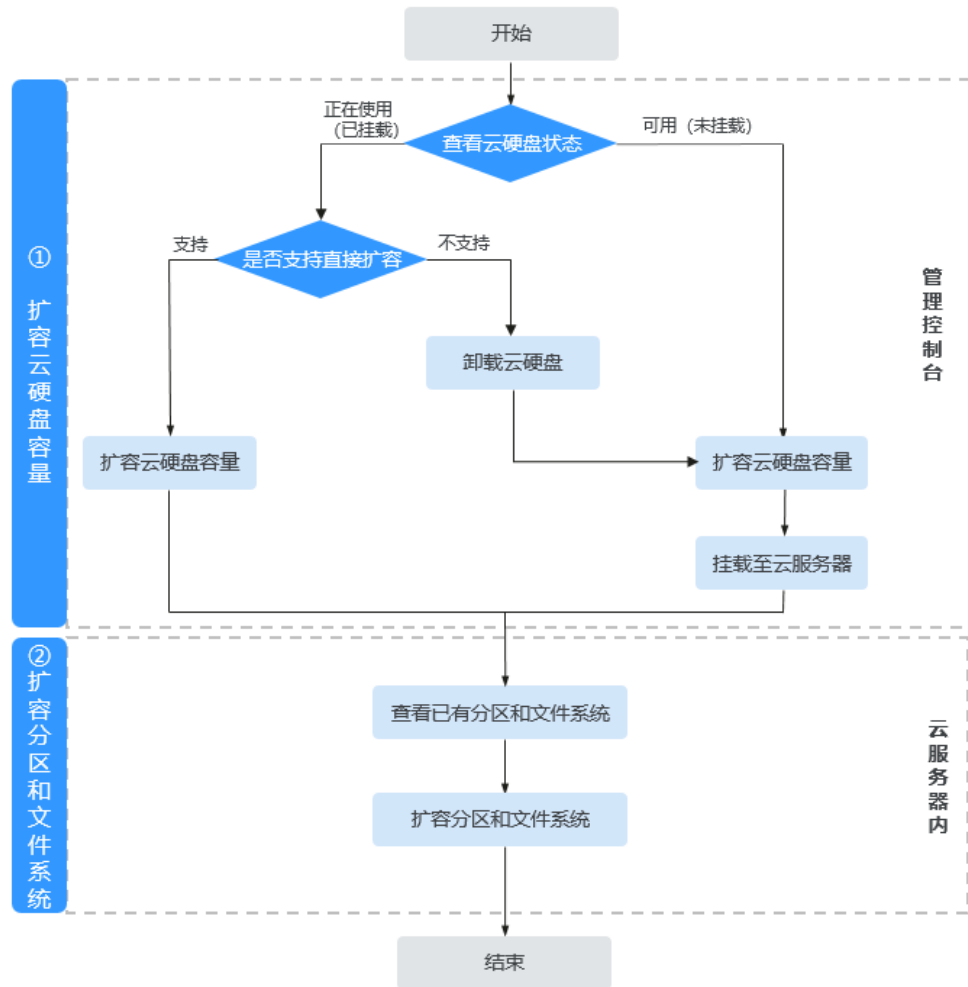 开始
① 扩容云硬盘容量
正在使用
（已挂载）
查看云硬盘状态
可用（未挂载）
支持
是否支持直接扩容
不支持
管理控制台
卸载云硬盘
扩容云硬盘容量
扩容云硬盘容量
挂载至云服务器
②扩容分区和文件系统
查看已有分区和文件系统
云服务器内
扩容分区和文件系统
结束